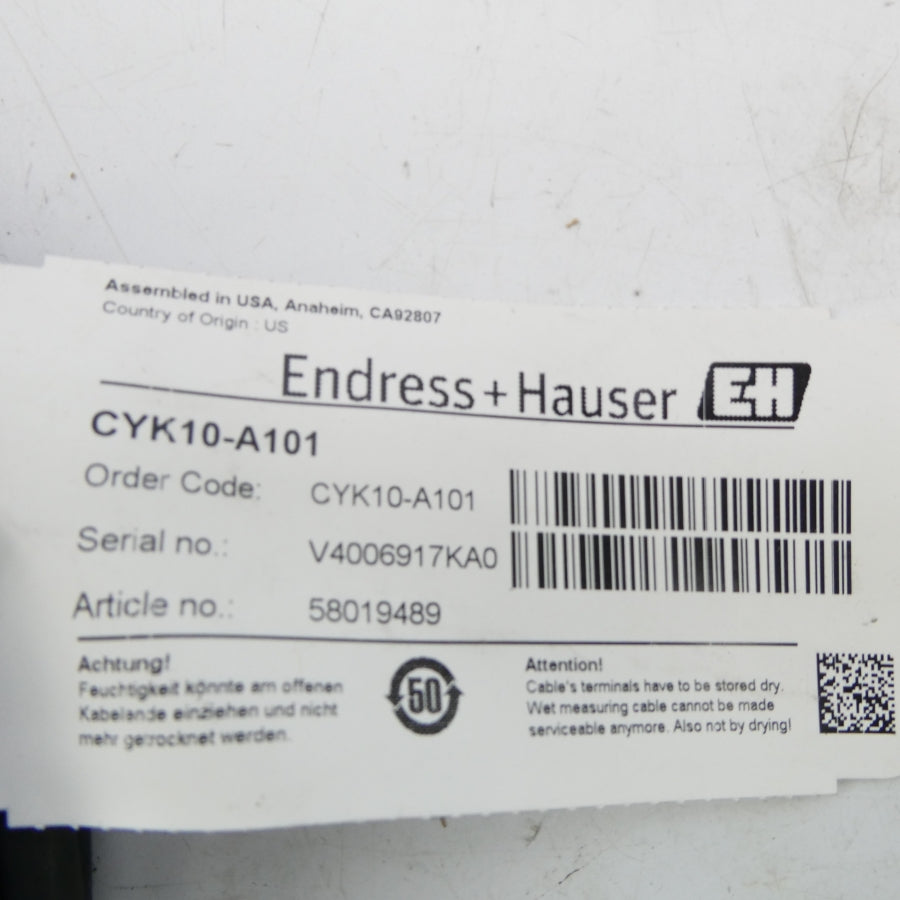 Assembled in USA, Anaheim, CA92807
Country of Origin : US
Endress+Hauser EH
CYK10-A101
Order Code: CYK10-A101
Serial no.: V4006917KA0
Article no.: 58019489
Achtung!
Feuchtigkeit könnte am offenen
Kabelende einziehen und nicht
mehr getrocknet werden.
50
Attention!
Cable's terminals have to be stored dry.
Wet measuring cable cannot be made
serviceable anymore. Also not by drying!